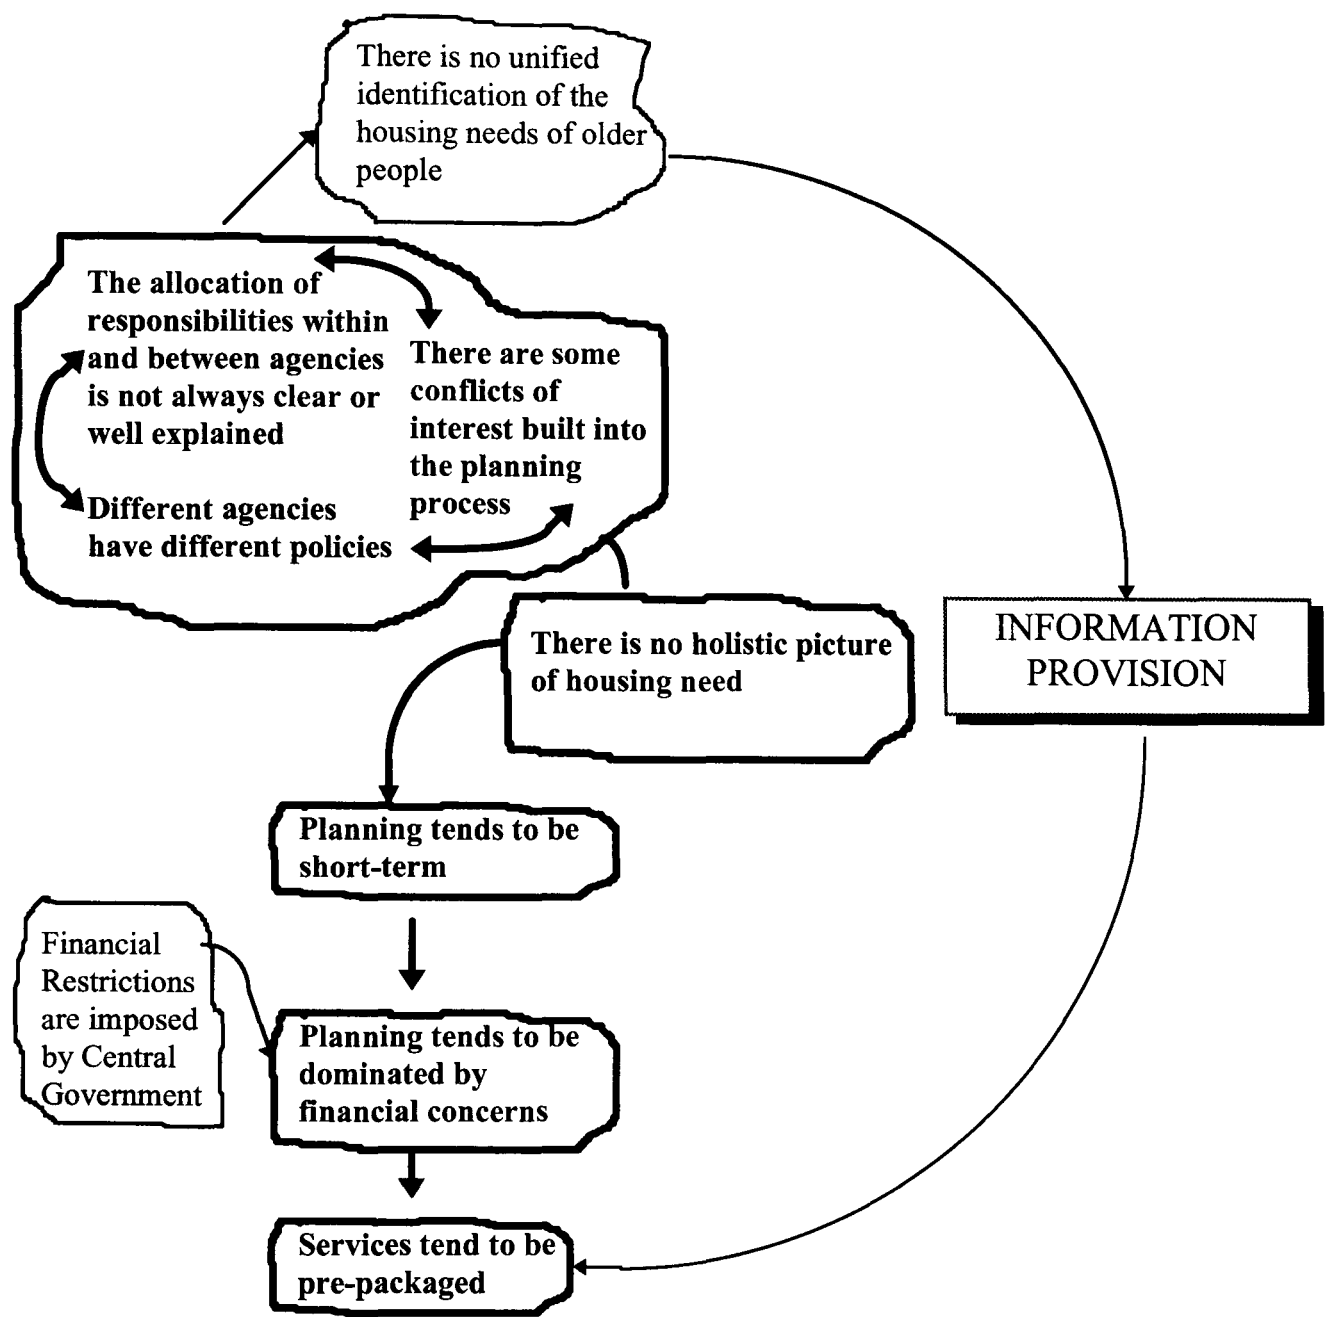 There is no unified
identification of the
housing needs of older
people
The allocation of
responsibilities within
and between agencies
is not always clear or
well explained
There are some
conflicts of
interest built into
the planning
process
Different agencies
have different policies
There is no holistic picture
of housing need
INFORMATION
PROVISION
Planning tends to be
short-term
Financial
Restrictions
are imposed
by Central
Government
Planning tends to be
dominated by
financial concerns
Services tend to be
pre-packaged